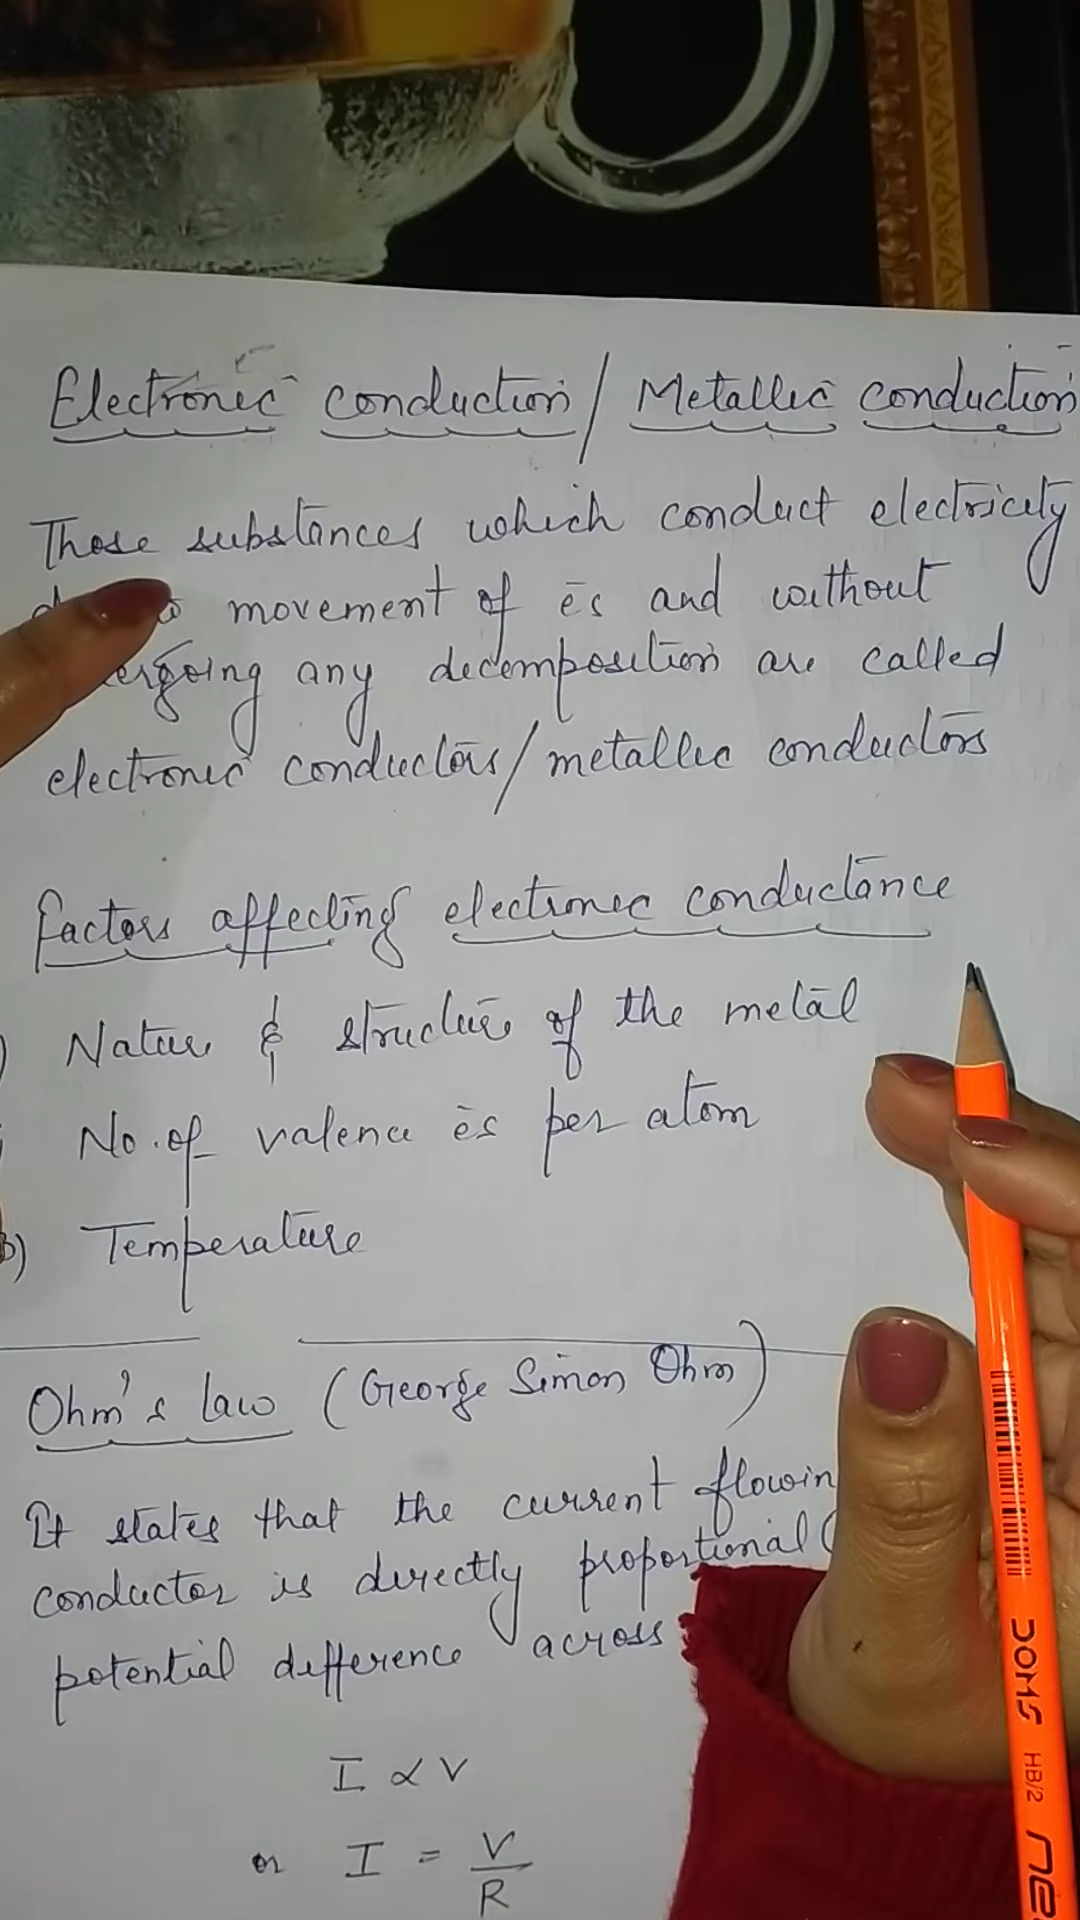 Electronic conduction / Metallic conduction
Those substances which conduct electricity
movement of ēs and without
ergoing any decomposition are called
electronic conductors/metallic conductors
factors affecting electronic conductance
) Nature & structure of the metal
No. of valence ēs per atom
) Temperature
Ohm's law (George Simon Ohm)
It states that the current flowin
conductor is directly proportional (
potential difference across
I ∝ V
or I = V/R
DOMS HB/2 ne